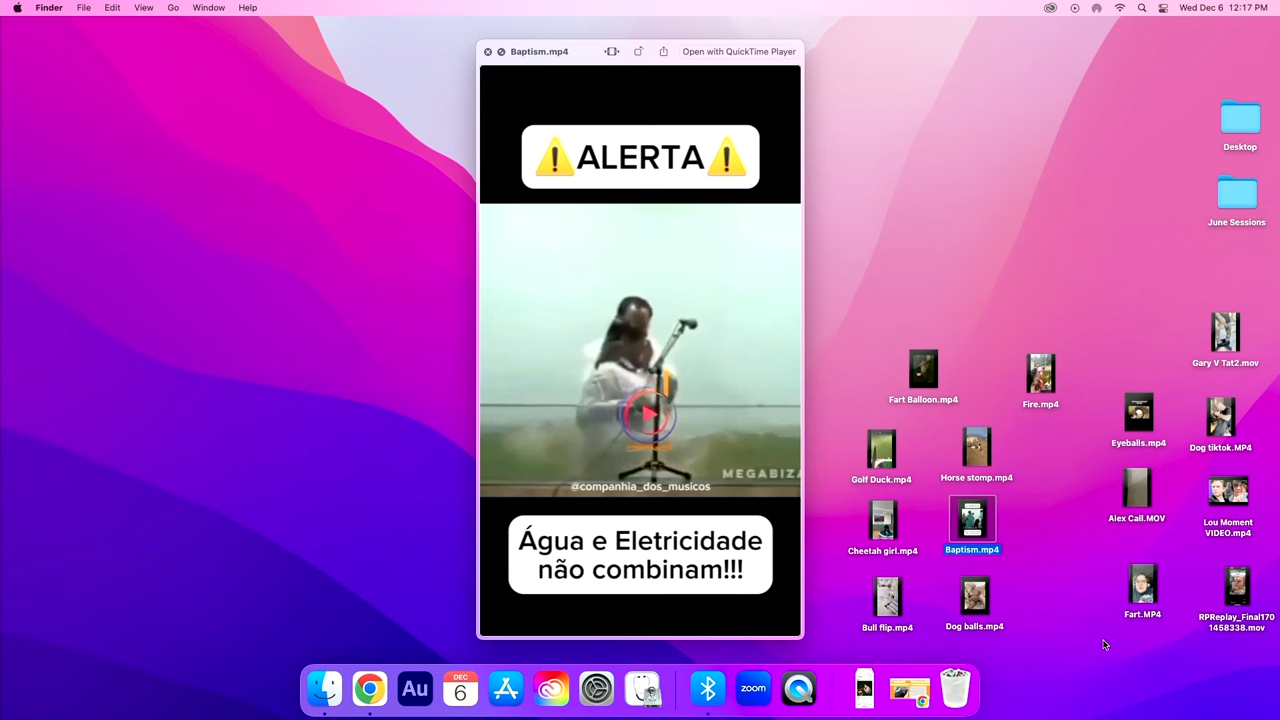 Finder File Edit View Go Window Help
Wed Dec 6 12:17 PM
Baptism.mp4
Open with QuickTime Player
⚠️ALERTA⚠️
MEGABIZA
@companhia_dos_musicos
Água e Eletricidade
não combinam!!!
Desktop
June Sessions
Gary V Tat2.mov
Fart Balloon.mp4
Fire.mp4
Eyeballs.mp4
Dog tiktok.MP4
Golf Duck.mp4
Horse stomp.mp4
Alex Call.MOV
Lou Moment
VIDEO.mp4
Cheetah girl.mp4
Baptism.mp4
Fart.MP4
RPReplay_Final170
1458338.mov
Bull flip.mp4
Dog balls.mp4
Au
DEC
6
zoom